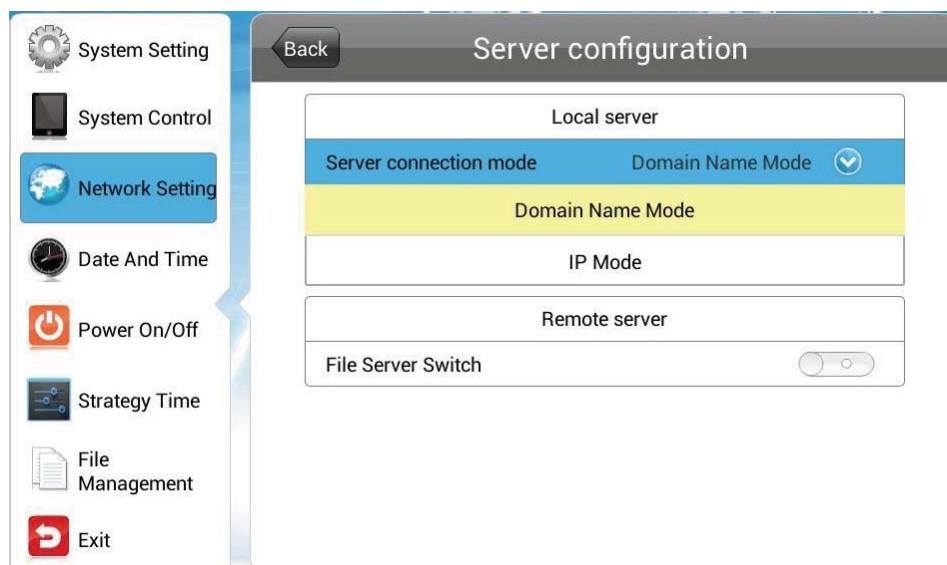 System Setting
System Control
Network Setting
Date And Time
Power On/Off
Strategy Time
File
Management
Exit
Back
Server configuration
Local server
Server connection mode Domain Name Mode
Domain Name Mode
IP Mode
Remote server
File Server Switch